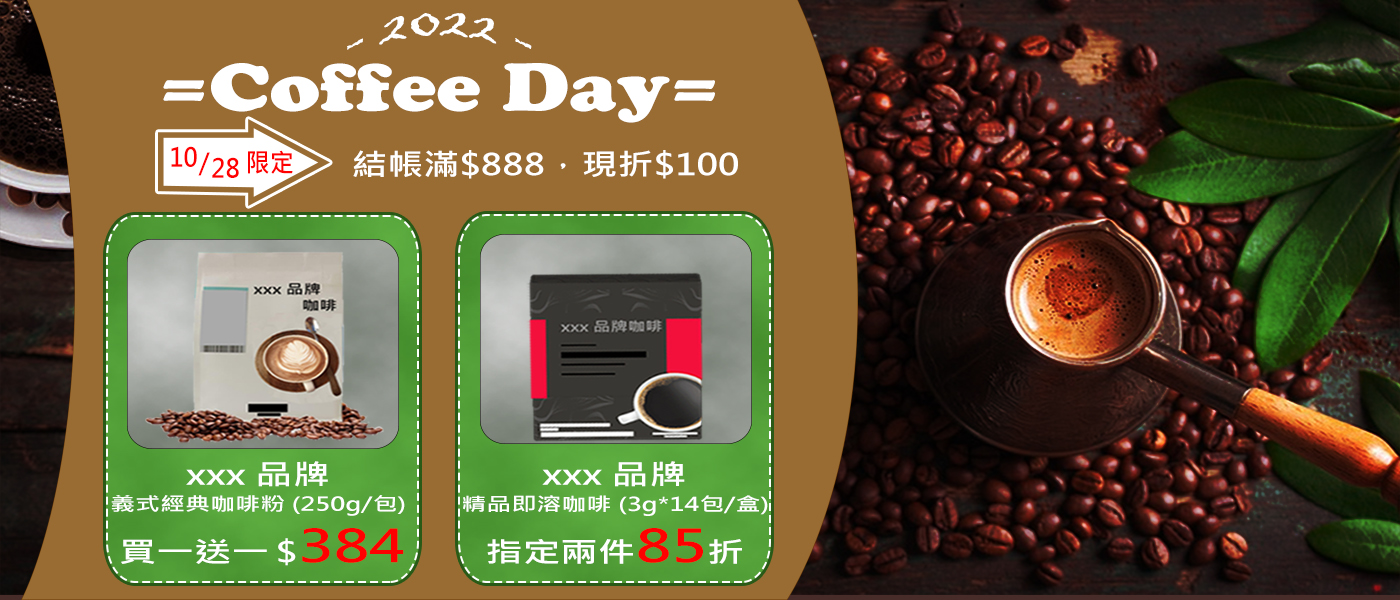 2022
=Coffee Day=
10/28 限定
結帳滿$888，現折$100
xxx 品牌
咖啡
xxx 品牌咖啡
xxx 品牌
義式經典咖啡粉 (250g/包)
買一送一 $384
xxx 品牌
精品即溶咖啡 (3g*14包/盒)
指定兩件85折